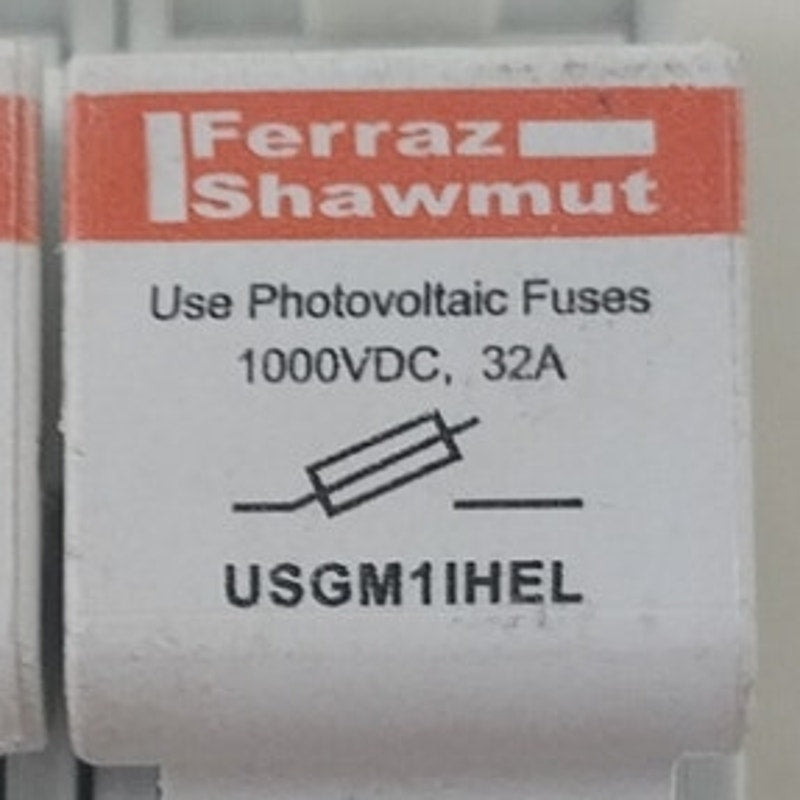 Ferraz
Shawmut
Use Photovoltaic Fuses
1000VDC, 32A
USGM1IHEL